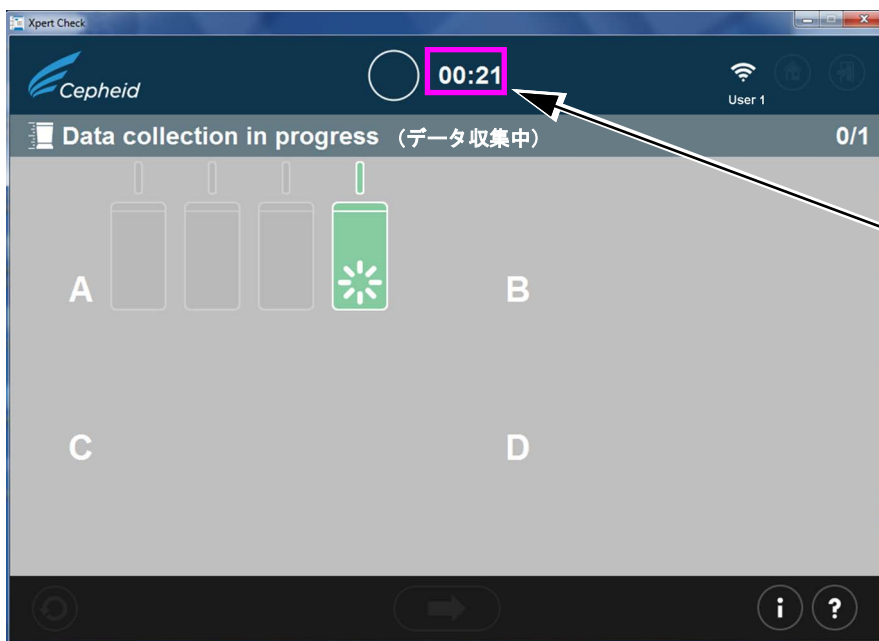 Xpert Check
Cepheid
00:21
User 1
Data collection in progress （データ収集中） 0/1
A
B
C
D
i ?